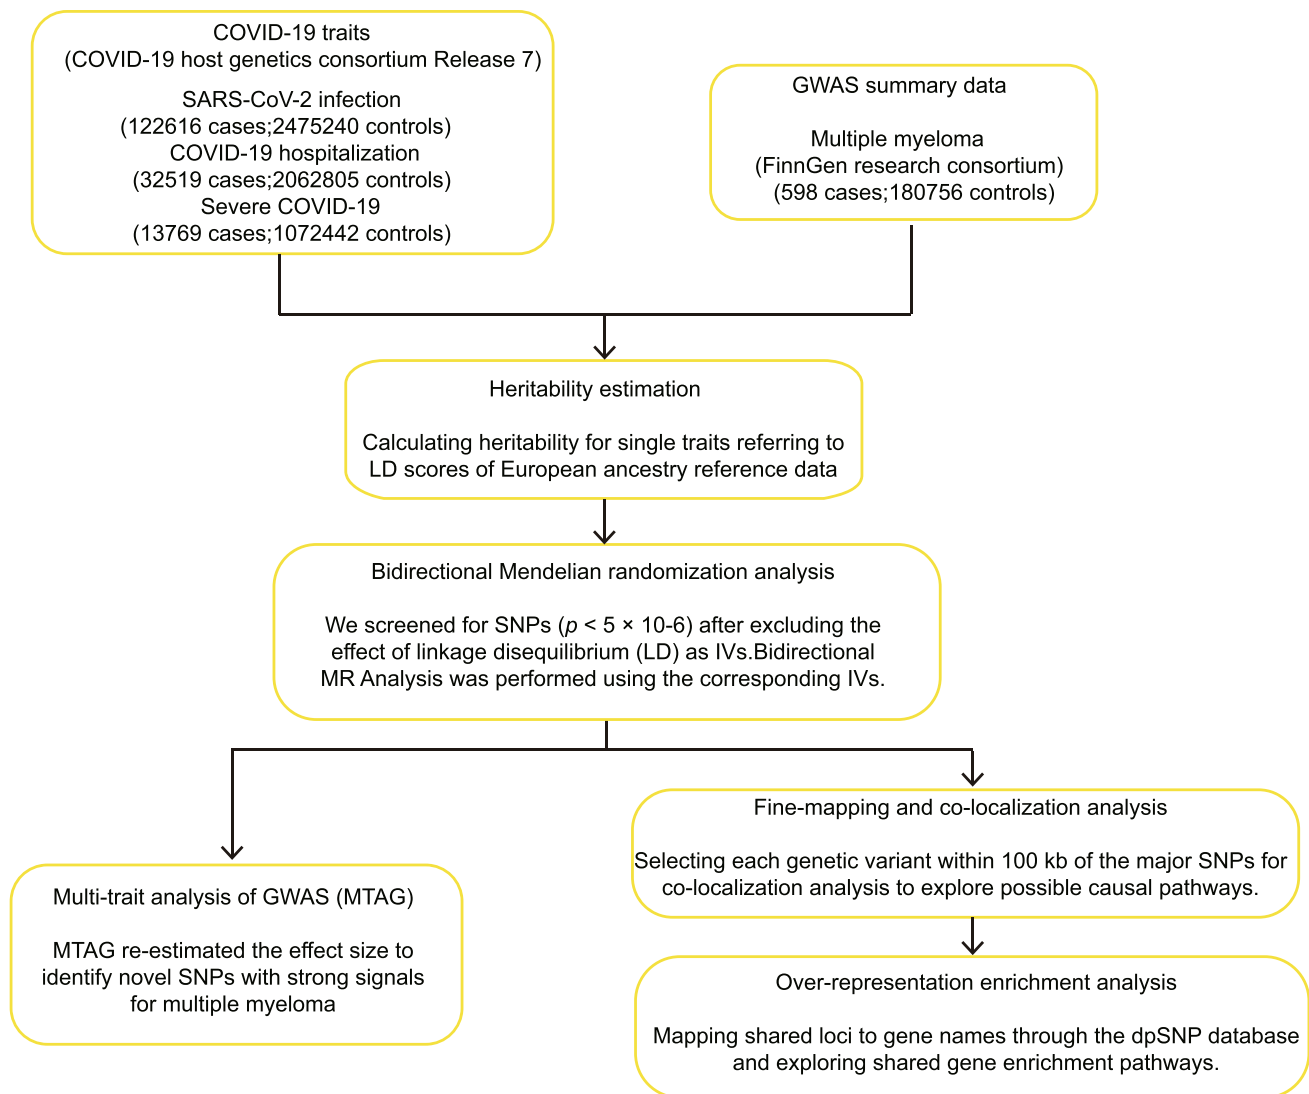 COVID-19 traits
(COVID-19 host genetics consortium Release 7)
SARS-CoV-2 infection
(122616 cases;2475240 controls)
COVID-19 hospitalization
(32519 cases;2062805 controls)
Severe COVID-19
(13769 cases;1072442 controls)
GWAS summary data
Multiple myeloma
(FinnGen research consortium)
(598 cases;180756 controls)
Heritability estimation
Calculating heritability for single traits referring to
LD scores of European ancestry reference data
Bidirectional Mendelian randomization analysis
We screened for SNPs (p < 5 × 10-6) after excluding the
effect of linkage disequilibrium (LD) as IVs.Bidirectional
MR Analysis was performed using the corresponding IVs.
Multi-trait analysis of GWAS (MTAG)
MTAG re-estimated the effect size to
identify novel SNPs with strong signals
for multiple myeloma
Fine-mapping and co-localization analysis
Selecting each genetic variant within 100 kb of the major SNPs for
co-localization analysis to explore possible causal pathways.
Over-representation enrichment analysis
Mapping shared loci to gene names through the dpSNP database
and exploring shared gene enrichment pathways.